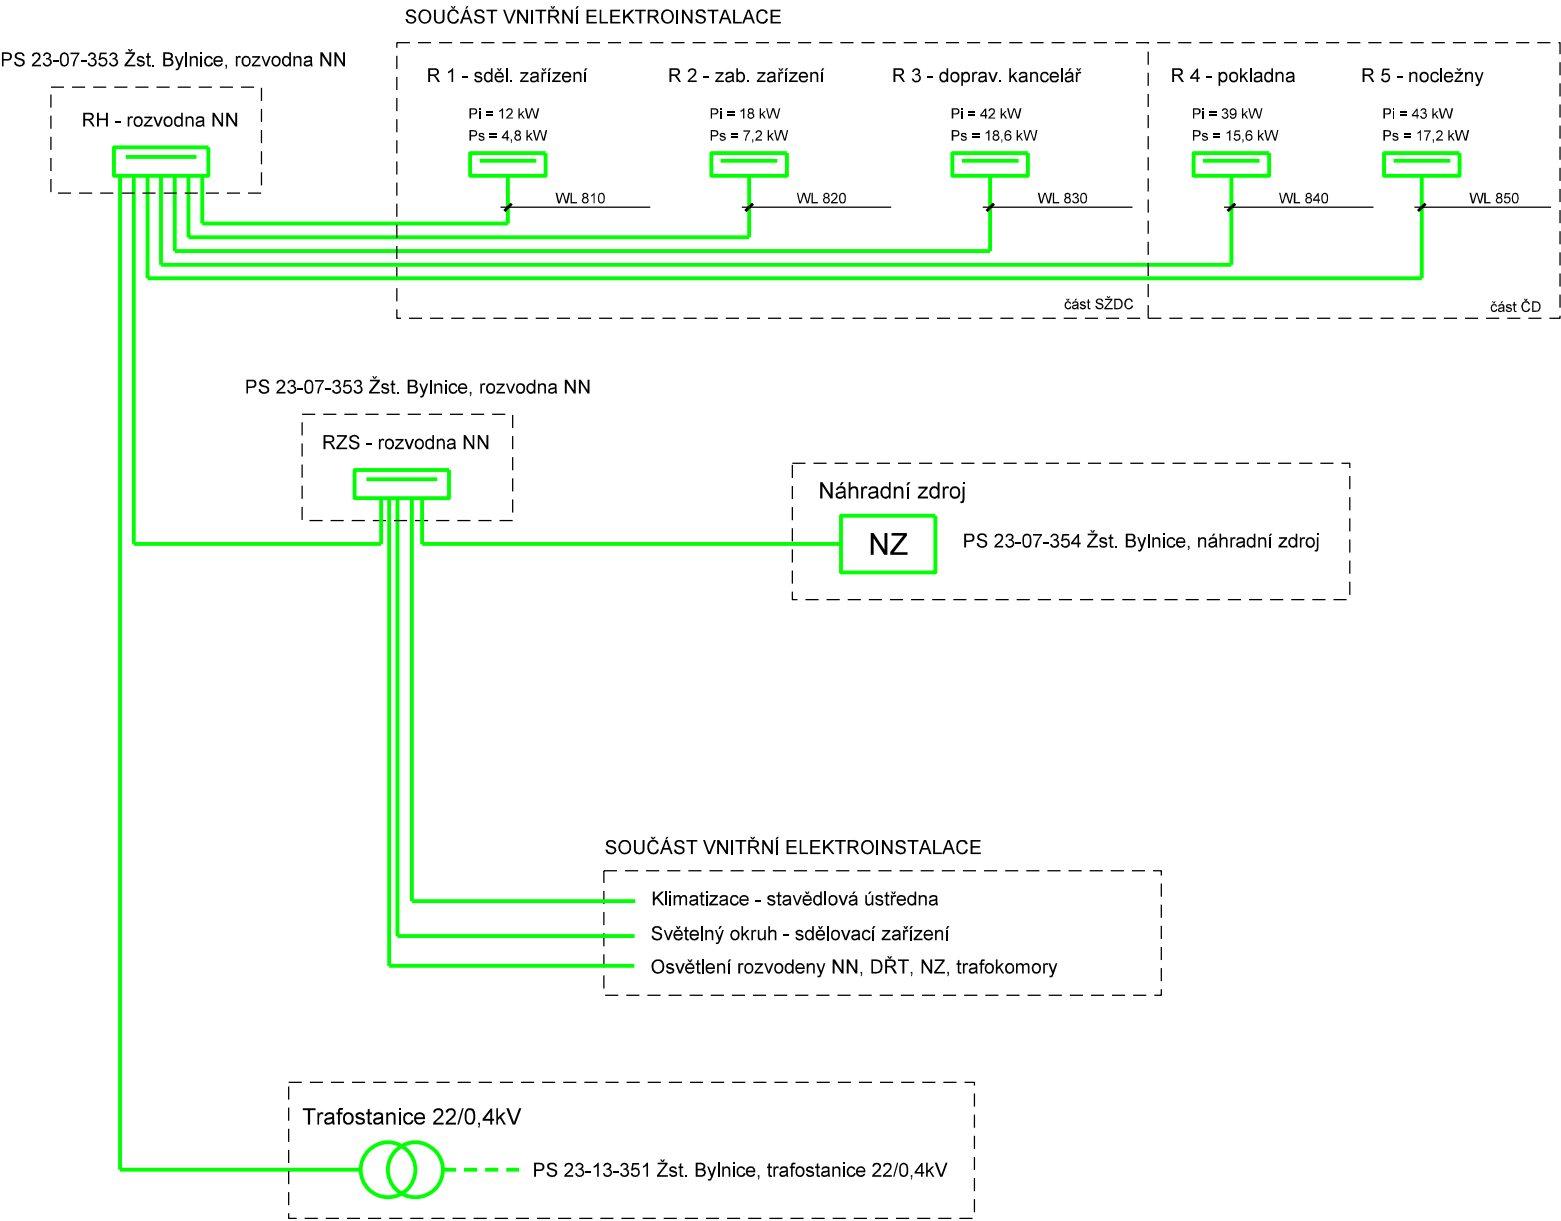 SOUČÁST VNITŘNÍ ELEKTROINSTALACE
PS 23-07-353 Žst. Bylnice, rozvodna NN
RH - rozvodna NN
R 1 - sděl. zařízení
Pi = 12 kW
Ps = 4,8 kW
WL 810
R 2 - zab. zařízení
Pi = 18 kW
Ps = 7,2 kW
WL 820
R 3 - doprav. kancelář
Pi = 42 kW
Ps = 18,6 kW
WL 830
R 4 - pokladna
Pi = 39 kW
Ps = 15,6 kW
WL 840
R 5 - nocležny
Pi = 43 kW
Ps = 17,2 kW
WL 850
část SŽDC
část ČD
PS 23-07-353 Žst. Bylnice, rozvodna NN
RZS - rozvodna NN
Náhradní zdroj
NZ
PS 23-07-354 Žst. Bylnice, náhradní zdroj
SOUČÁST VNITŘNÍ ELEKTROINSTALACE
Klimatizace - stavědlová ústředna
Světelný okruh - sdělovací zařízení
Osvětlení rozvodeny NN, DŘT, NZ, trafokomory
Trafostanice 22/0,4kV
PS 23-13-351 Žst. Bylnice, trafostanice 22/0,4kV